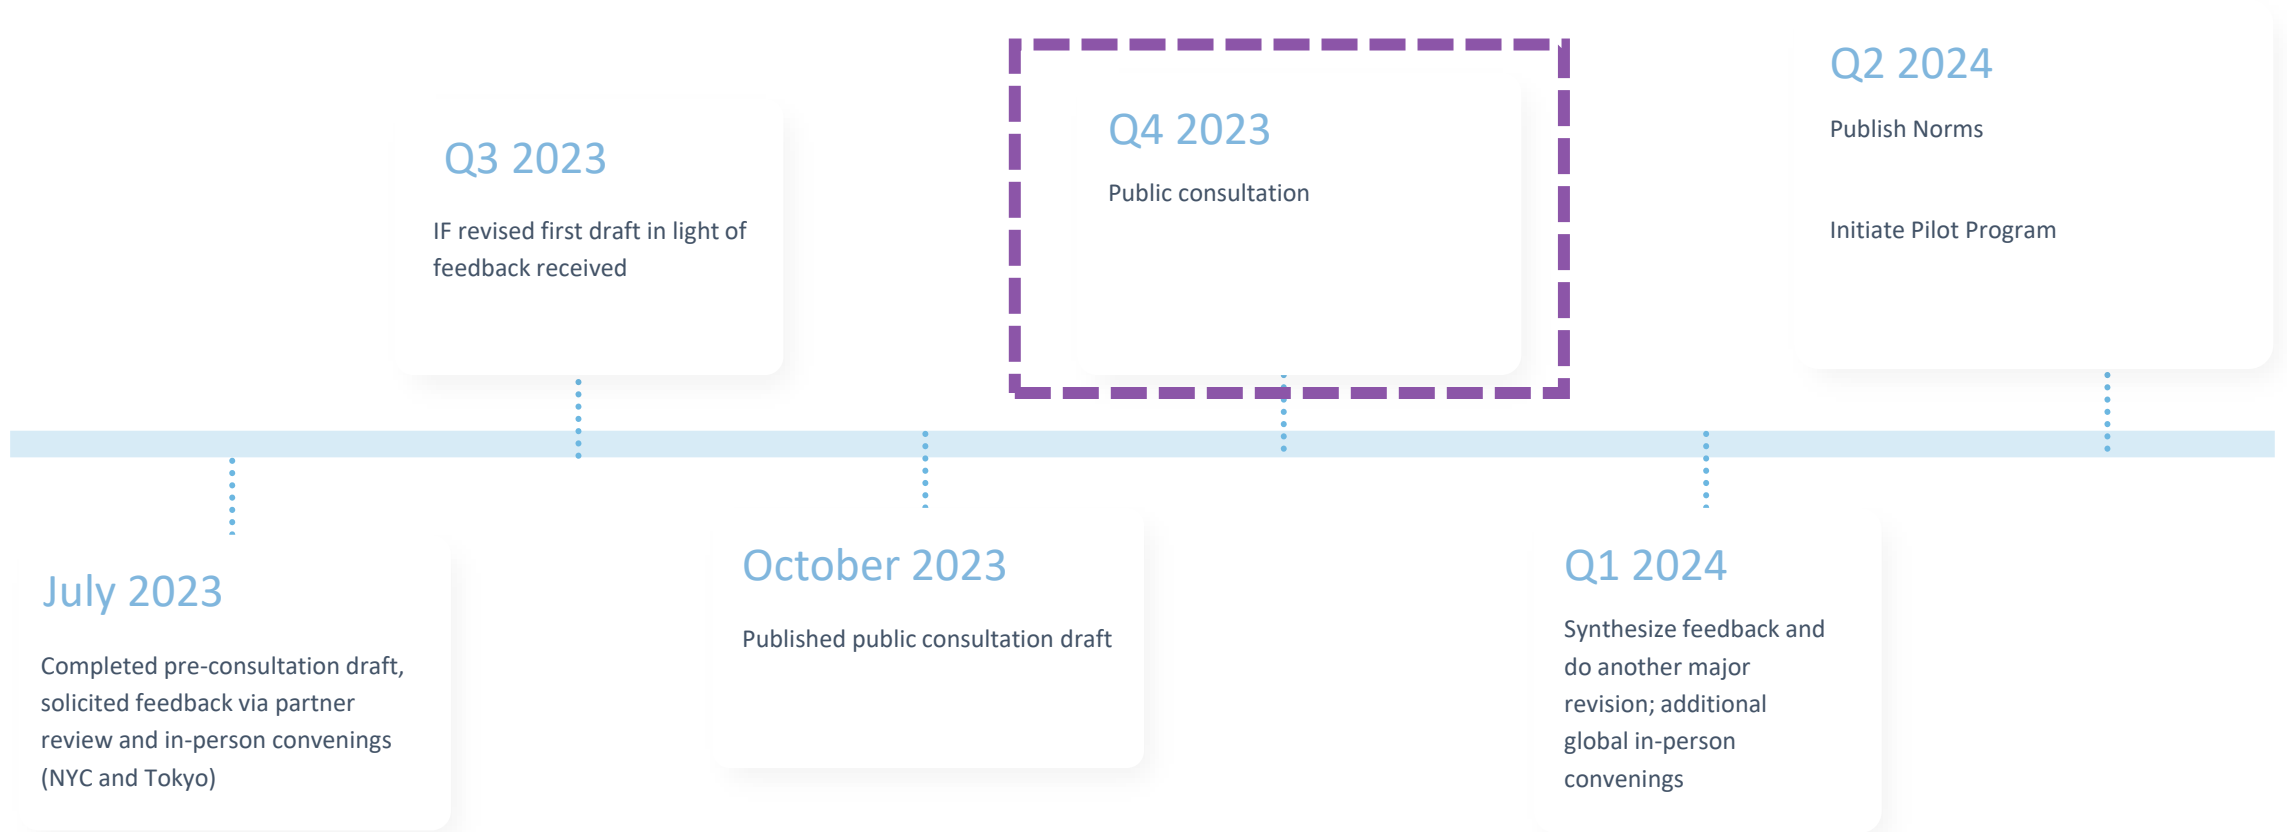 July 2023
Completed pre-consultation draft,
solicited feedback via partner
review and in-person convenings
(NYC and Tokyo)
Q3 2023
IF revised first draft in light of
feedback received
October 2023
Published public consultation draft
Q4 2023
Public consultation
Q1 2024
Synthesize feedback and
do another major
revision; additional
global in-person
convenings
Q2 2024
Publish Norms
Initiate Pilot Program